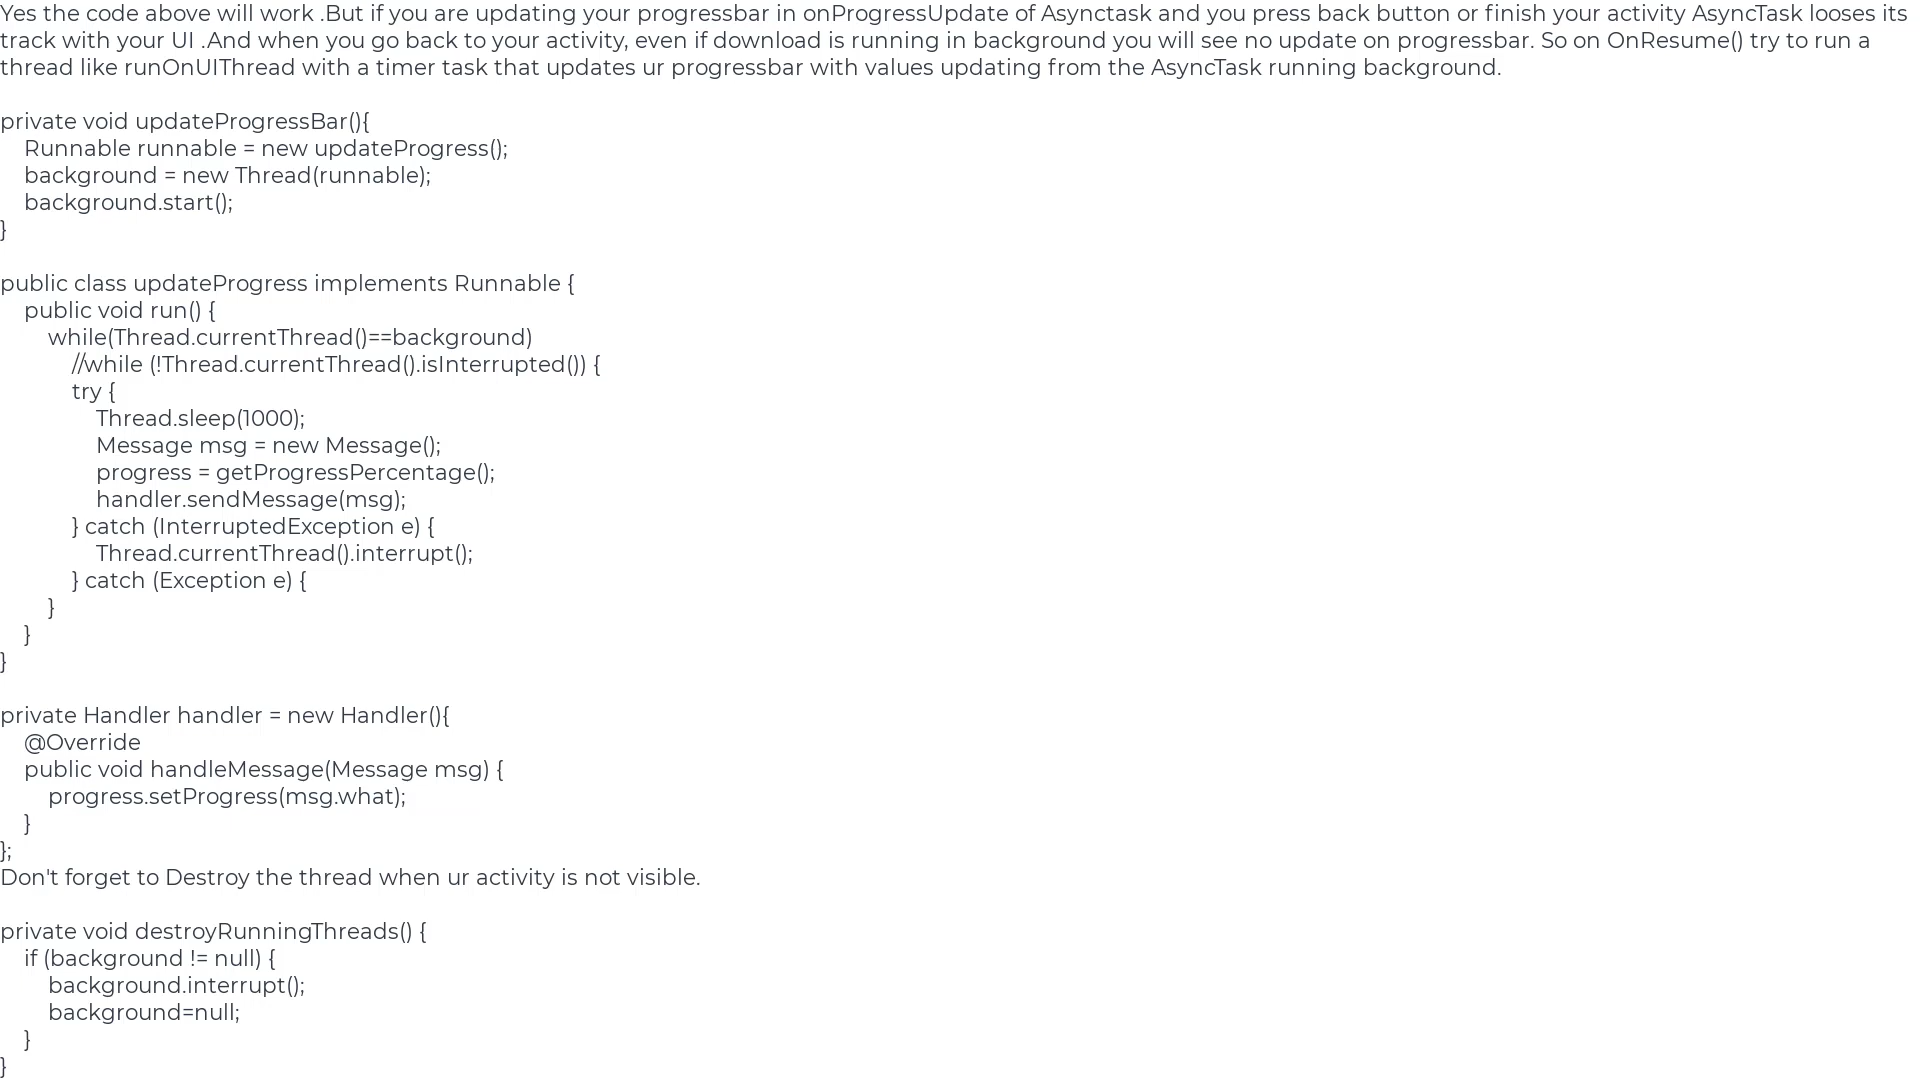 Yes the code above will work .But if you are updating your progressbar in onProgressUpdate of Asynctask and you press back button or finish your activity AsyncTask looses its
track with your UI .And when you go back to your activity, even if download is running in background you will see no update on progressbar. So on OnResume() try to run a
thread like runOnUIThread with a timer task that updates ur progressbar with values updating from the AsyncTask running background.

private void updateProgressBar(){
    Runnable runnable = new updateProgress();
    background = new Thread(runnable);
    background.start();
}

public class updateProgress implements Runnable {
    public void run() {
        while(Thread.currentThread()==background)
            //while (!Thread.currentThread().isInterrupted()) {
            try {
                Thread.sleep(1000);
                Message msg = new Message();
                progress = getProgressPercentage();
                handler.sendMessage(msg);
            } catch (InterruptedException e) {
                Thread.currentThread().interrupt();
            } catch (Exception e) {
        }
    }
}

private Handler handler = new Handler(){
    @Override
    public void handleMessage(Message msg) {
        progress.setProgress(msg.what);
    }
};
Don't forget to Destroy the thread when ur activity is not visible.

private void destroyRunningThreads() {
    if (background != null) {
        background.interrupt();
        background=null;
    }
}